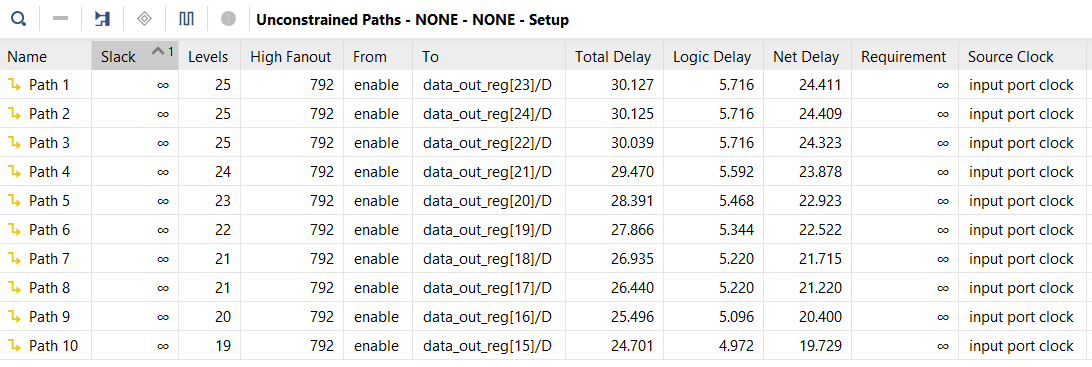 Unconstrained Paths - NONE - NONE - Setup
Name Slack 1 Levels High Fanout From To Total Delay Logic Delay Net Delay Requirement Source Clock
Path 1 ∞ 25 792 enable data_out_reg[23]/D 30.127 5.716 24.411 ∞ input port clock
Path 2 ∞ 25 792 enable data_out_reg[24]/D 30.125 5.716 24.409 ∞ input port clock
Path 3 ∞ 25 792 enable data_out_reg[22]/D 30.039 5.716 24.323 ∞ input port clock
Path 4 ∞ 24 792 enable data_out_reg[21]/D 29.470 5.592 23.878 ∞ input port clock
Path 5 ∞ 23 792 enable data_out_reg[20]/D 28.391 5.468 22.923 ∞ input port clock
Path 6 ∞ 22 792 enable data_out_reg[19]/D 27.866 5.344 22.522 ∞ input port clock
Path 7 ∞ 21 792 enable data_out_reg[18]/D 26.935 5.220 21.715 ∞ input port clock
Path 8 ∞ 21 792 enable data_out_reg[17]/D 26.440 5.220 21.220 ∞ input port clock
Path 9 ∞ 20 792 enable data_out_reg[16]/D 25.496 5.096 20.400 ∞ input port clock
Path 10 ∞ 19 792 enable data_out_reg[15]/D 24.701 4.972 19.729 ∞ input port clock